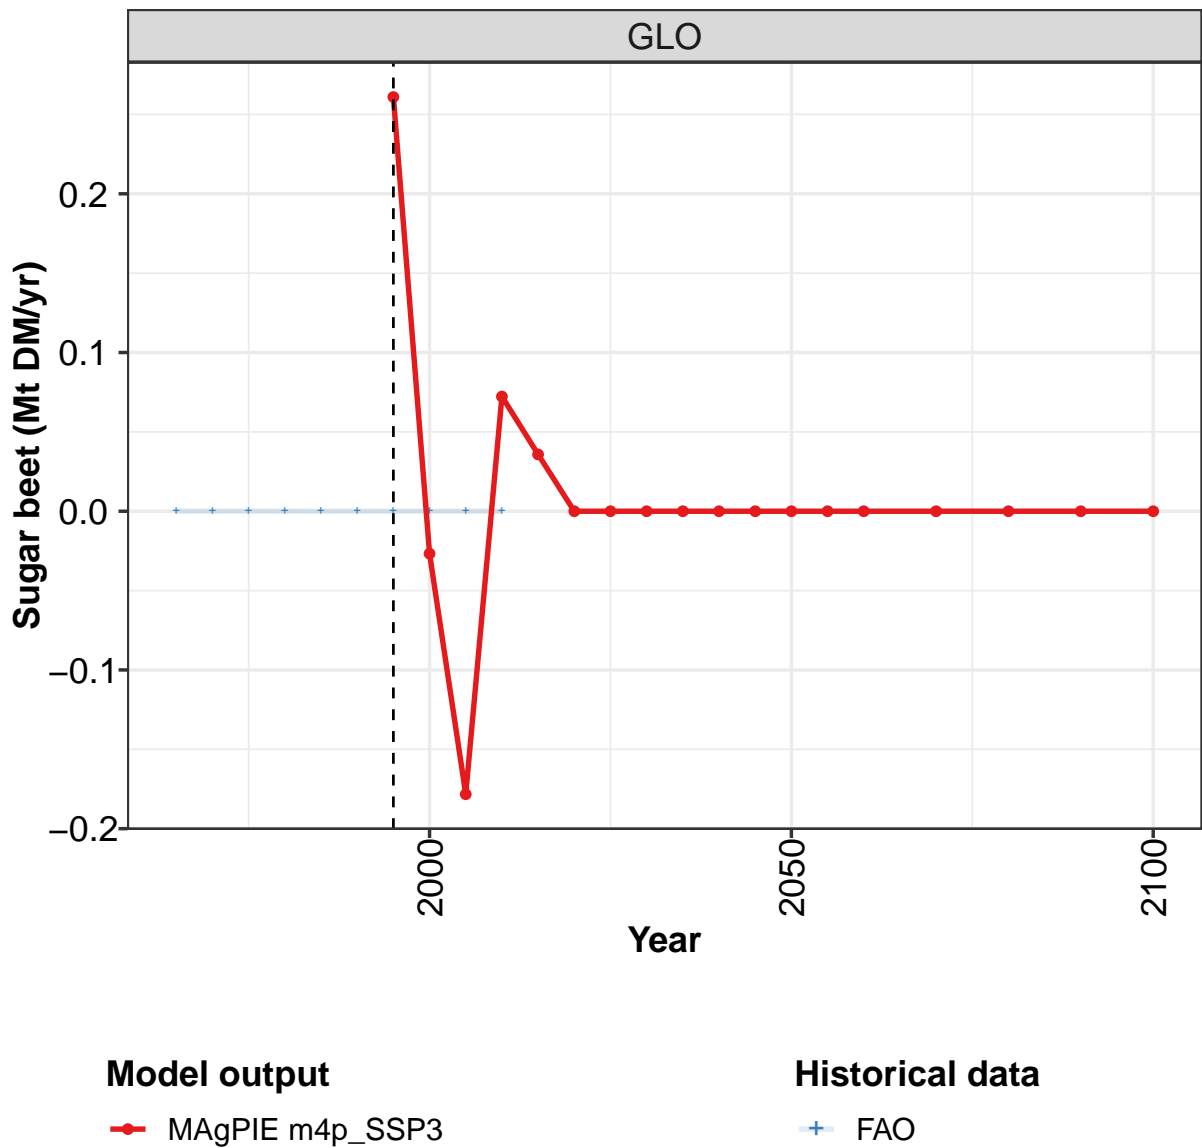 GLO
Sugar beet (Mt DM/yr)
0.2
0.1
0.0
−0.1
−0.2
2000
2050
2100
Year
Model output
MAgPIE m4p_SSP3
Historical data
FAO